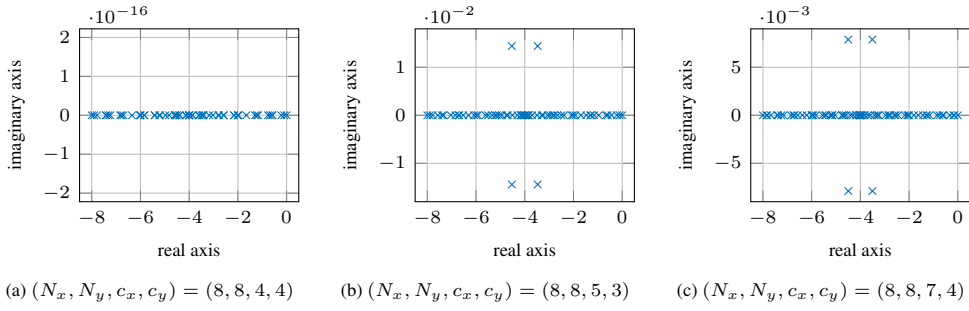 ·10⁻¹⁶
2
1
0
−1
−2
−8 −6 −4 −2 0
real axis
imaginary axis
(a) (N_x, N_y, c_x, c_y) = (8, 8, 4, 4)
·10⁻²
1
0
−1
−8 −6 −4 −2 0
real axis
imaginary axis
(b) (N_x, N_y, c_x, c_y) = (8, 8, 5, 3)
·10⁻³
5
0
−5
−8 −6 −4 −2 0
real axis
imaginary axis
(c) (N_x, N_y, c_x, c_y) = (8, 8, 7, 4)